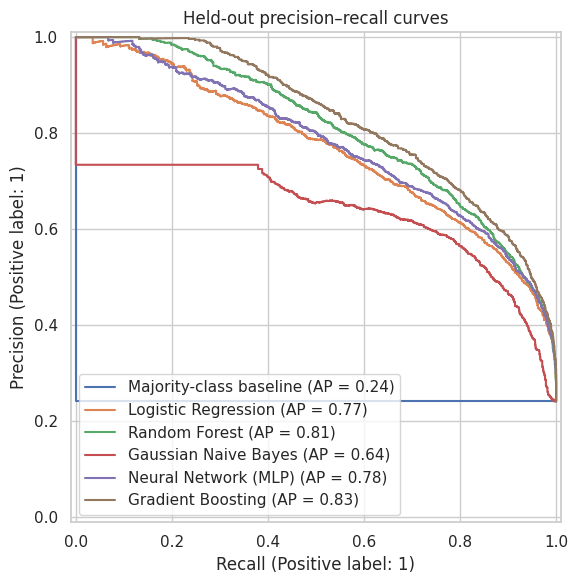 Held-out precision–recall curves
1.0
0.8
0.6
0.4
0.2
0.0
Precision (Positive label: 1)
Majority-class baseline (AP = 0.24)
Logistic Regression (AP = 0.77)
Random Forest (AP = 0.81)
Gaussian Naive Bayes (AP = 0.64)
Neural Network (MLP) (AP = 0.78)
Gradient Boosting (AP = 0.83)
0.0 0.2 0.4 0.6 0.8 1.0
Recall (Positive label: 1)